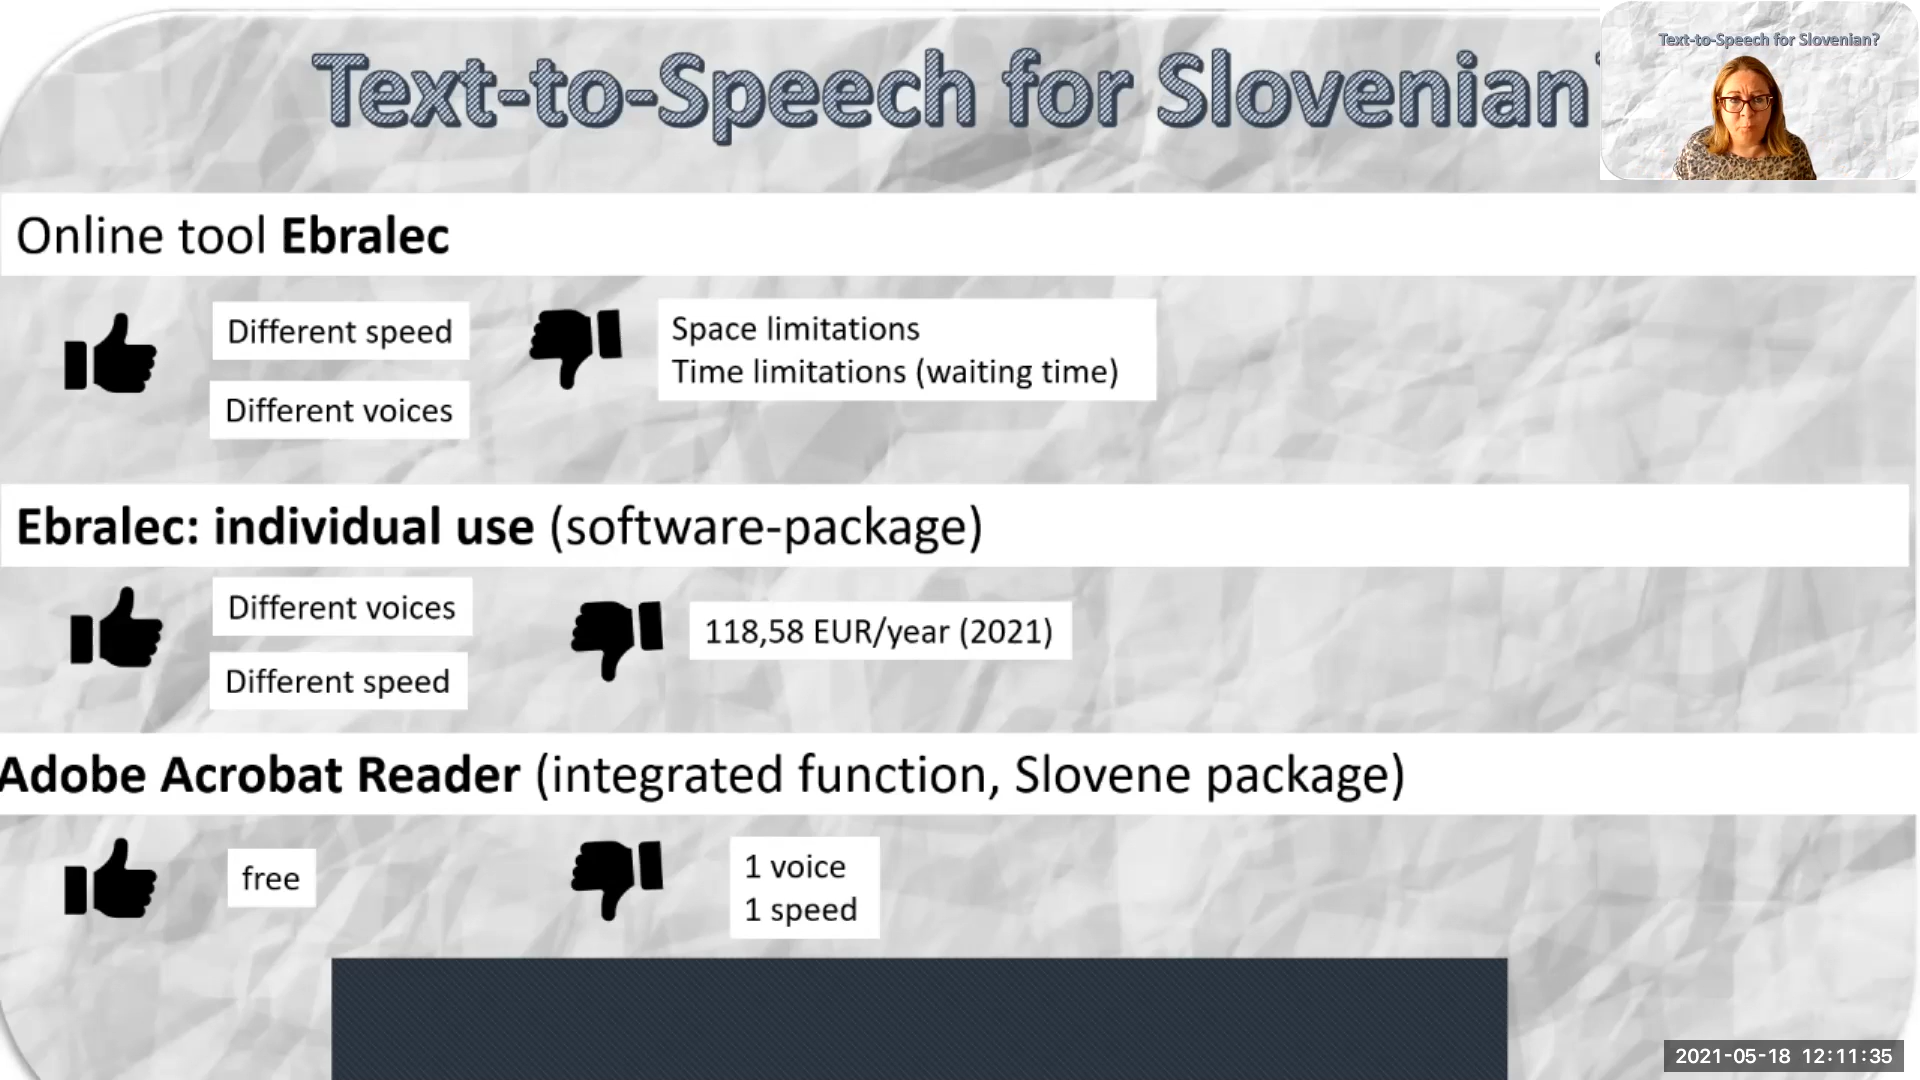 Text-to-Speech for Slovenian?
Text-to-Speech for Slovenian?
Online tool Ebralec
Different speed
Different voices
Space limitations
Time limitations (waiting time)
Ebralec: individual use (software-package)
Different voices
Different speed
118,58 EUR/year (2021)
Adobe Acrobat Reader (integrated function, Slovene package)
free
1 voice
1 speed
2021-05-18 12:11:35